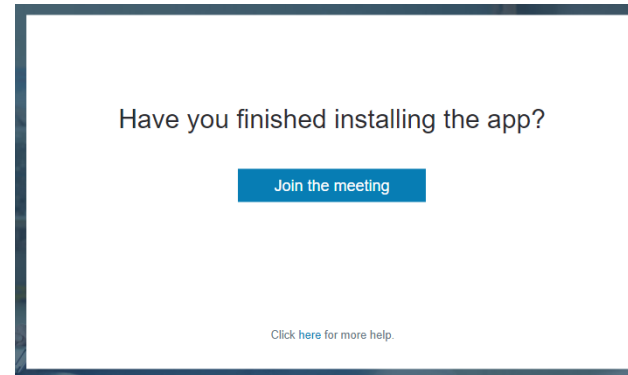 Have you finished installing the app?
Join the meeting
Click here for more help.